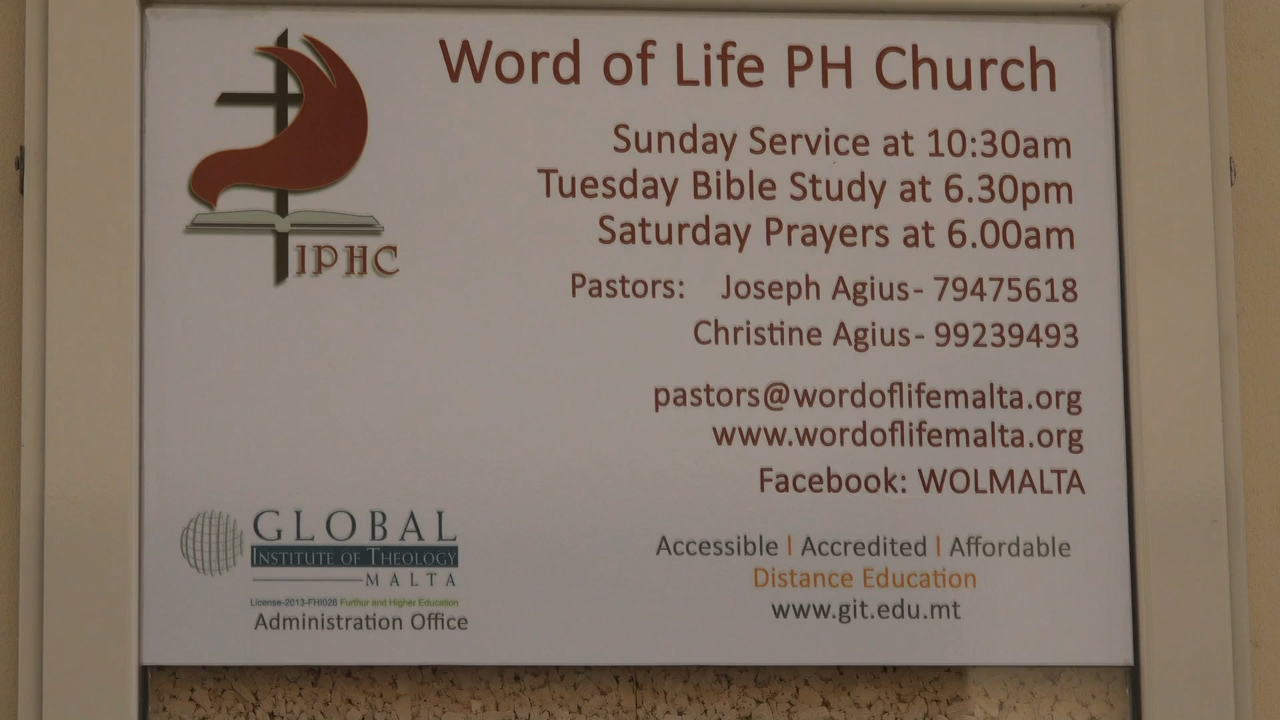 Word of Life PH Church
Sunday Service at 10:30am
Tuesday Bible Study at 6.30pm
Saturday Prayers at 6.00am
IPHC
Pastors: Joseph Agius- 79475618
Christine Agius- 99239493
pastors@wordoflifemalta.org
www.wordoflifemalta.org
Facebook: WOLMALTA
GLOBAL
INSTITUTE OF THEOLOGY
MALTA
License-2013-FHI028 Furthur and Higher Education
Administration Office
Accessible | Accredited | Affordable
Distance Education
www.git.edu.mt